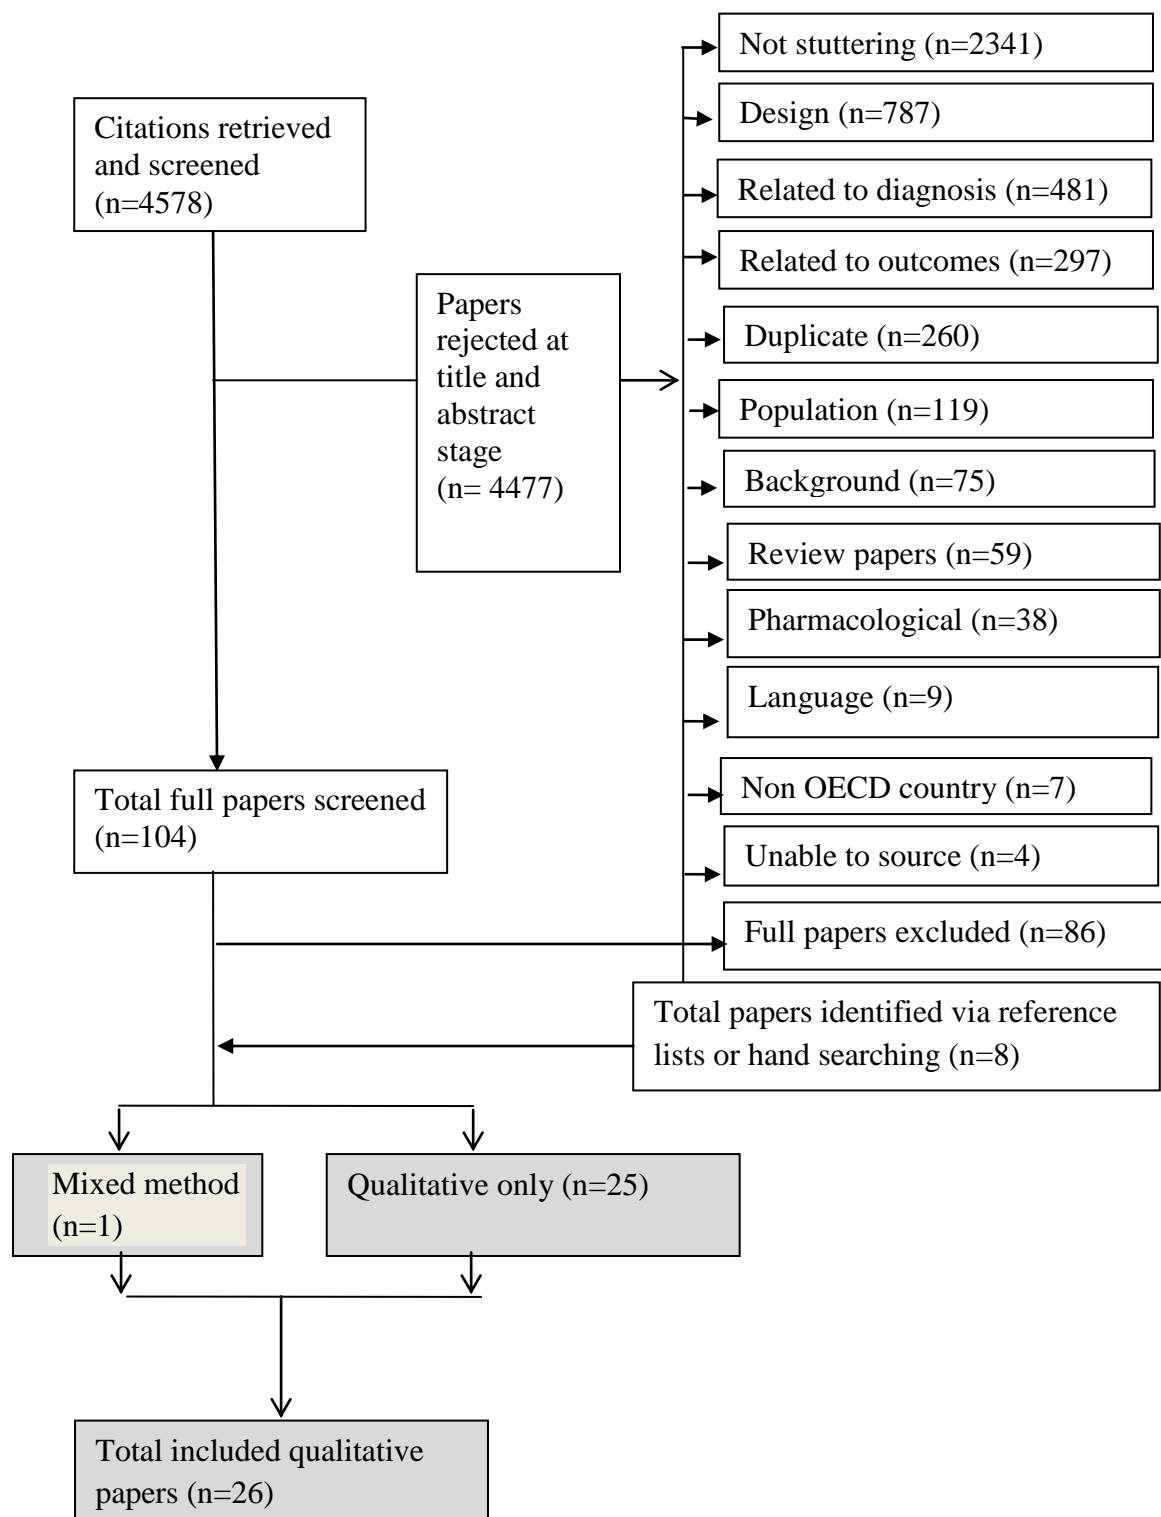 Not stuttering (n=2341)
Citations retrieved
and screened
(n=4578)
Design (n=787)
Related to diagnosis (n=481)
Related to outcomes (n=297)
Papers
rejected at
title and
abstract
stage
(n= 4477)
Duplicate (n=260)
Population (n=119)
Background (n=75)
Review papers (n=59)
Pharmacological (n=38)
Language (n=9)
Non OECD country (n=7)
Unable to source (n=4)
Total full papers screened
(n=104)
Full papers excluded (n=86)
Total papers identified via reference
lists or hand searching (n=8)
Mixed method
(n=1)
Qualitative only (n=25)
Total included qualitative
papers (n=26)